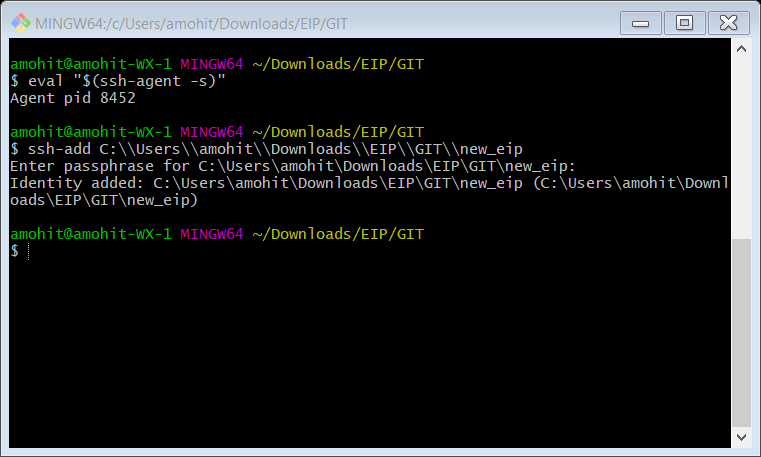 MINGW64:/c/Users/amohit/Downloads/EIP/GIT
amohit@amohit-WX-1 MINGW64 ~/Downloads/EIP/GIT
$ eval "$(ssh-agent -s)"
Agent pid 8452
amohit@amohit-WX-1 MINGW64 ~/Downloads/EIP/GIT
$ ssh-add C:\\Users\\amohit\\Downloads\\EIP\\GIT\\new_eip
Enter passphrase for C:\Users\amohit\Downloads\EIP\GIT\new_eip:
Identity added: C:\Users\amohit\Downloads\EIP\GIT\new_eip (C:\Users\amohit\Downl
oads\EIP\GIT\new_eip)
amohit@amohit-WX-1 MINGW64 ~/Downloads/EIP/GIT
$